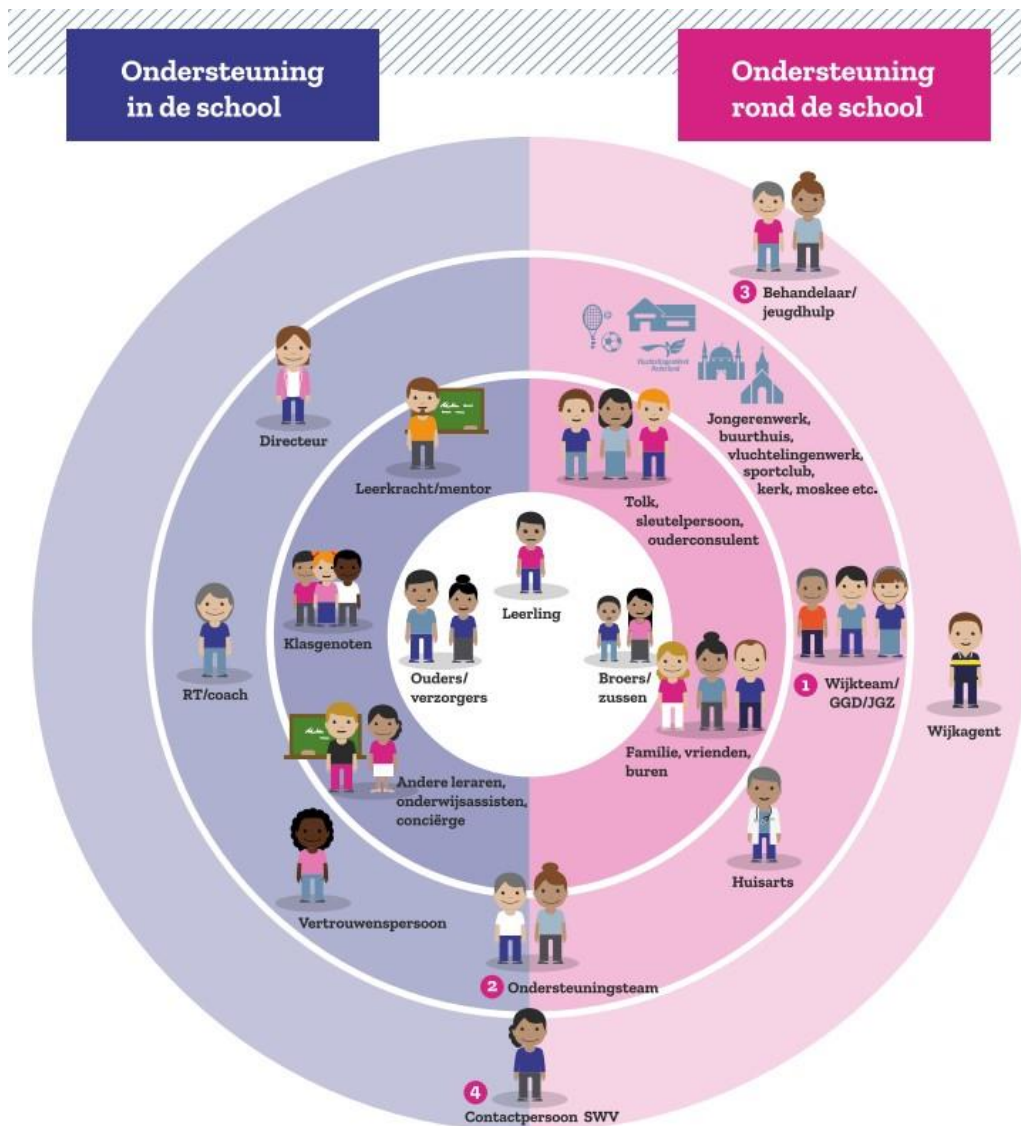 Ondersteuning
in de school
Ondersteuning
rond de school
3 Behandelaar/
jeugdhulp
Directeur
Leerkracht/mentor
Jongerenwerk,
buurthuis,
vluchtelingenwerk,
sportclub,
kerk, moskee etc.
Tolk,
sleutelpersoon,
ouderconsulent
Leerling
Klasgenoten
RT/coach
Ouders/
verzorgers
Broers/
zussen
1 Wijkteam/
GGD/JGZ
Wijkagent
Familie, vrienden,
buren
Andere leraren,
onderwijsassisten,
conciërge
Huisarts
Vertrouwenspersoon
2 Ondersteuningsteam
4
Contactpersoon SWV